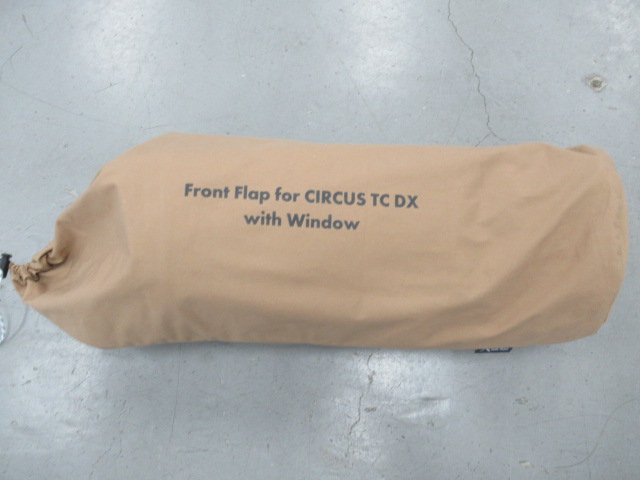 Front Flap for CIRCUS TC DX
with Window